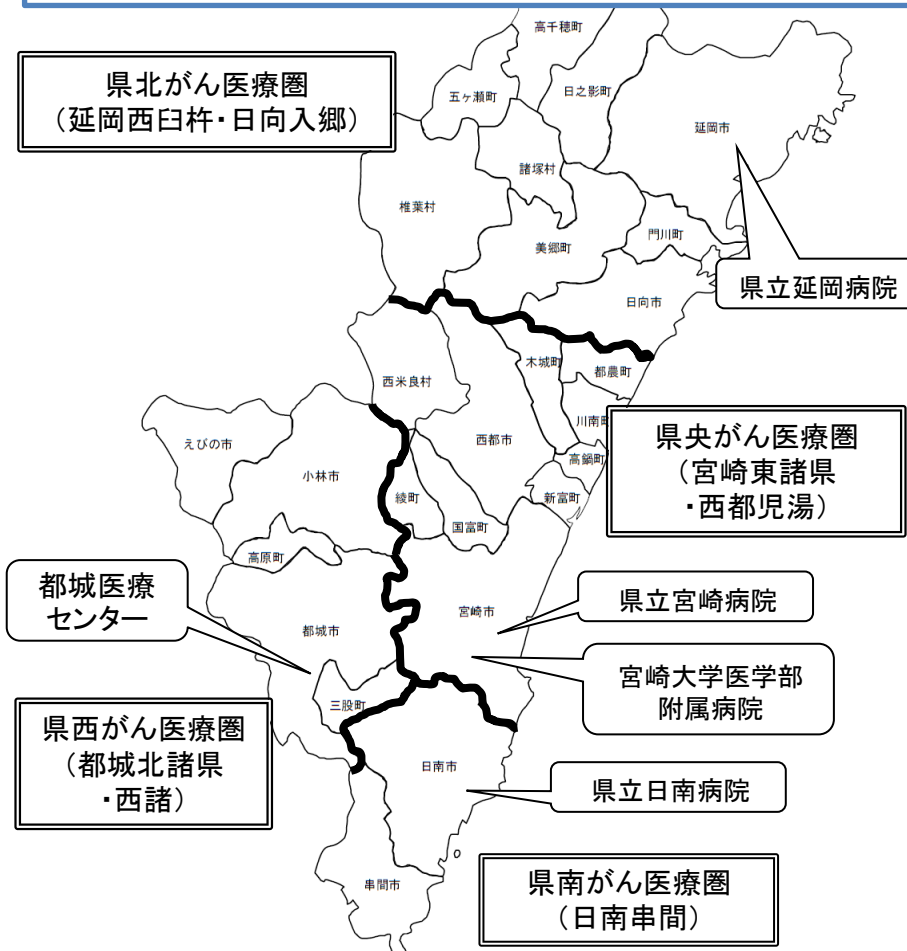 高千穂町
県北がん医療圏
（延岡西臼杵・日向入郷）
五ヶ瀬町
日之影町
延岡市
諸塚村
椎葉村
門川町
美郷町
県立延岡病院
日向市
木城町
都農町
西米良村
川南町
県央がん医療圏
（宮崎東諸県
・西都児湯）
えびの市
西都市
高鍋町
小林市
綾町
新富町
国富町
高原町
都城医療
センター
県立宮崎病院
宮崎市
都城市
宮崎大学医学部
附属病院
三股町
県西がん医療圏
（都城北諸県
・西諸）
日南市
県立日南病院
串間市
県南がん医療圏
（日南串間）